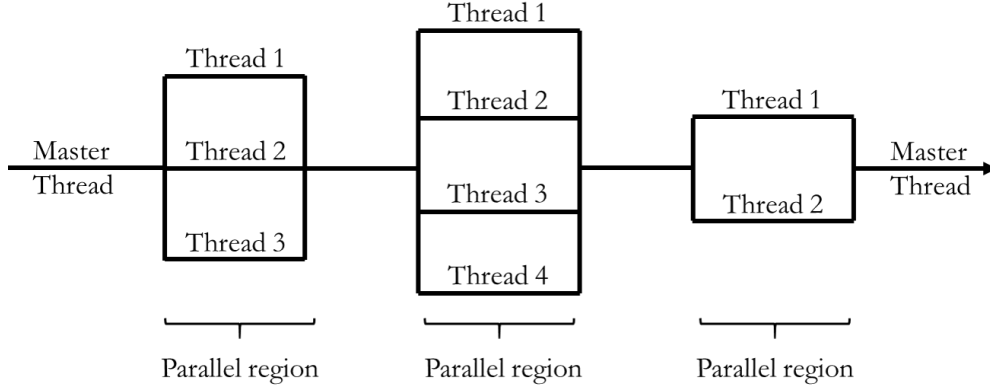 Master
Thread
Thread 1
Thread 2
Thread 3
Parallel region
Thread 1
Thread 2
Thread 3
Thread 4
Parallel region
Thread 1
Thread 2
Parallel region
Master
Thread